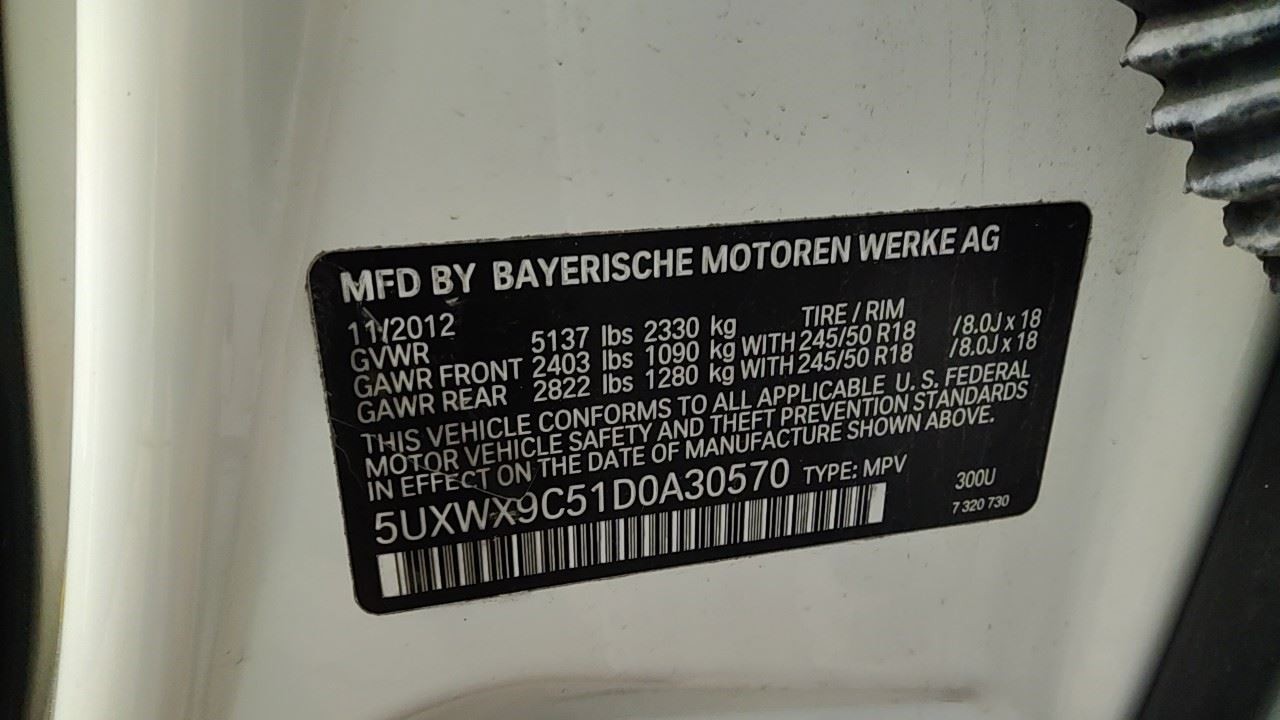 MFD BY BAYERISCHE MOTOREN WERKE AG
11/2012 TIRE / RIM
GVWR 5137 lbs 2330 kg
GAWR FRONT 2403 lbs 1090 kg WITH 245/50 R18 /8.0J x 18
GAWR REAR 2822 lbs 1280 kg WITH 245/50 R18 /8.0J x 18
THIS VEHICLE CONFORMS TO ALL APPLICABLE U. S. FEDERAL
MOTOR VEHICLE SAFETY AND THEFT PREVENTION STANDARDS
IN EFFECT ON THE DATE OF MANUFACTURE SHOWN ABOVE.
5UXWX9C51D0A30570 TYPE: MPV 300U
7 320 730